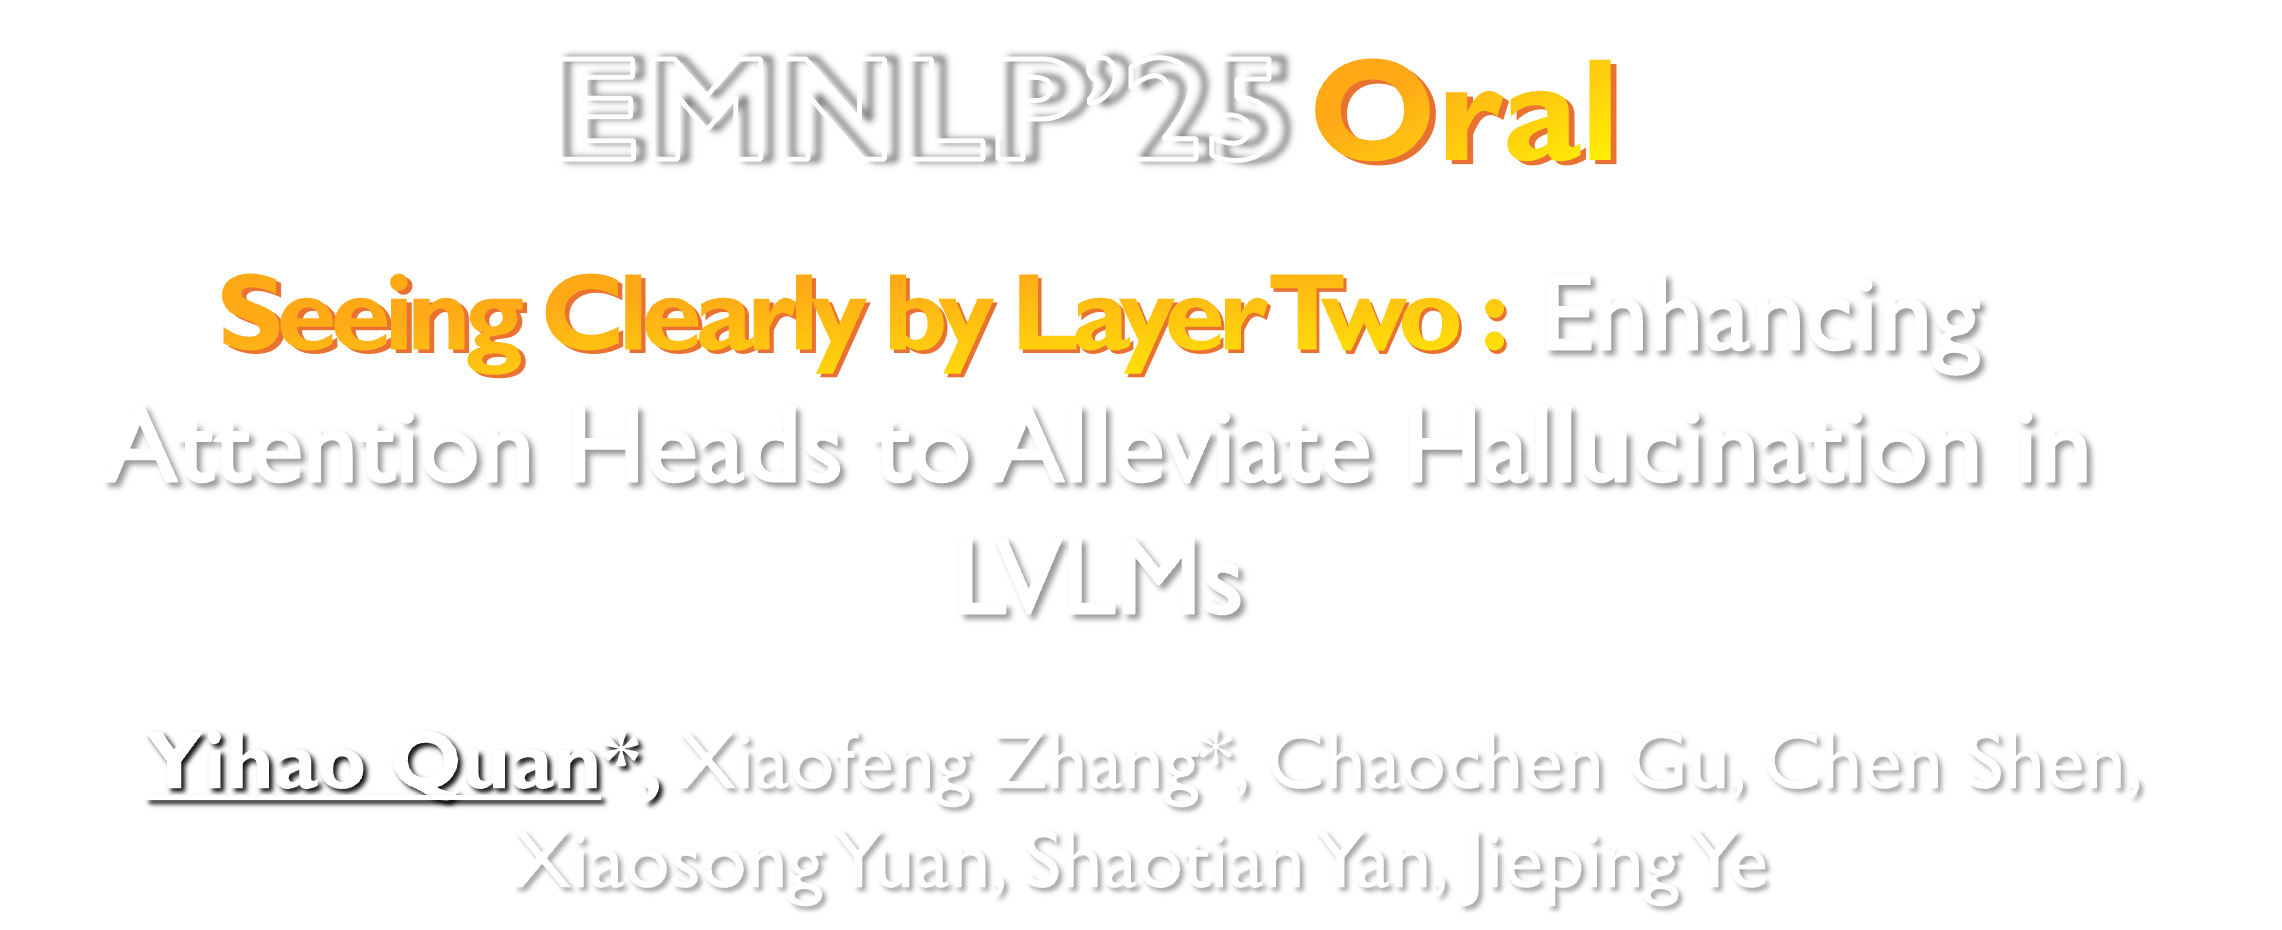 EMNLP’25 Oral
Seeing Clearly by Layer Two : Enhancing
Attention Heads to Alleviate Hallucination in
LVLMs
Yihao Quan*, Xiaofeng Zhang*, Chaochen Gu, Chen Shen,
Xiaosong Yuan, Shaotian Yan, Jieping Ye